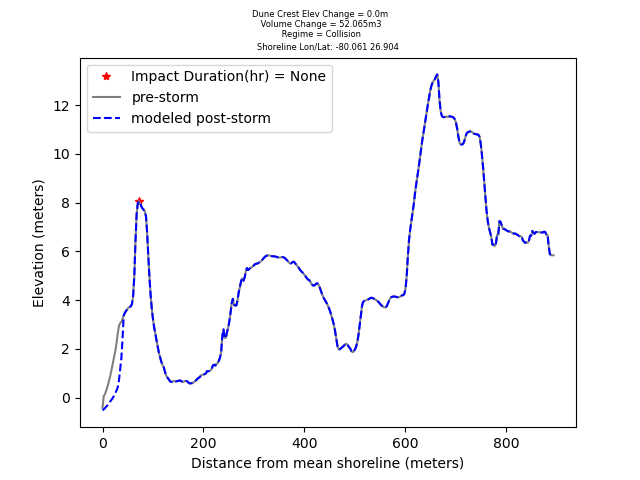 Dune Crest Elev Change = 0.0m
Volume Change = 52.065m3
Regime = Collision
Shoreline Lon/Lat: -80.061 26.904
Impact Duration(hr) = None
pre-storm
modeled post-storm
12
10
8
6
4
2
0
Elevation (meters)
0 200 400 600 800
Distance from mean shoreline (meters)